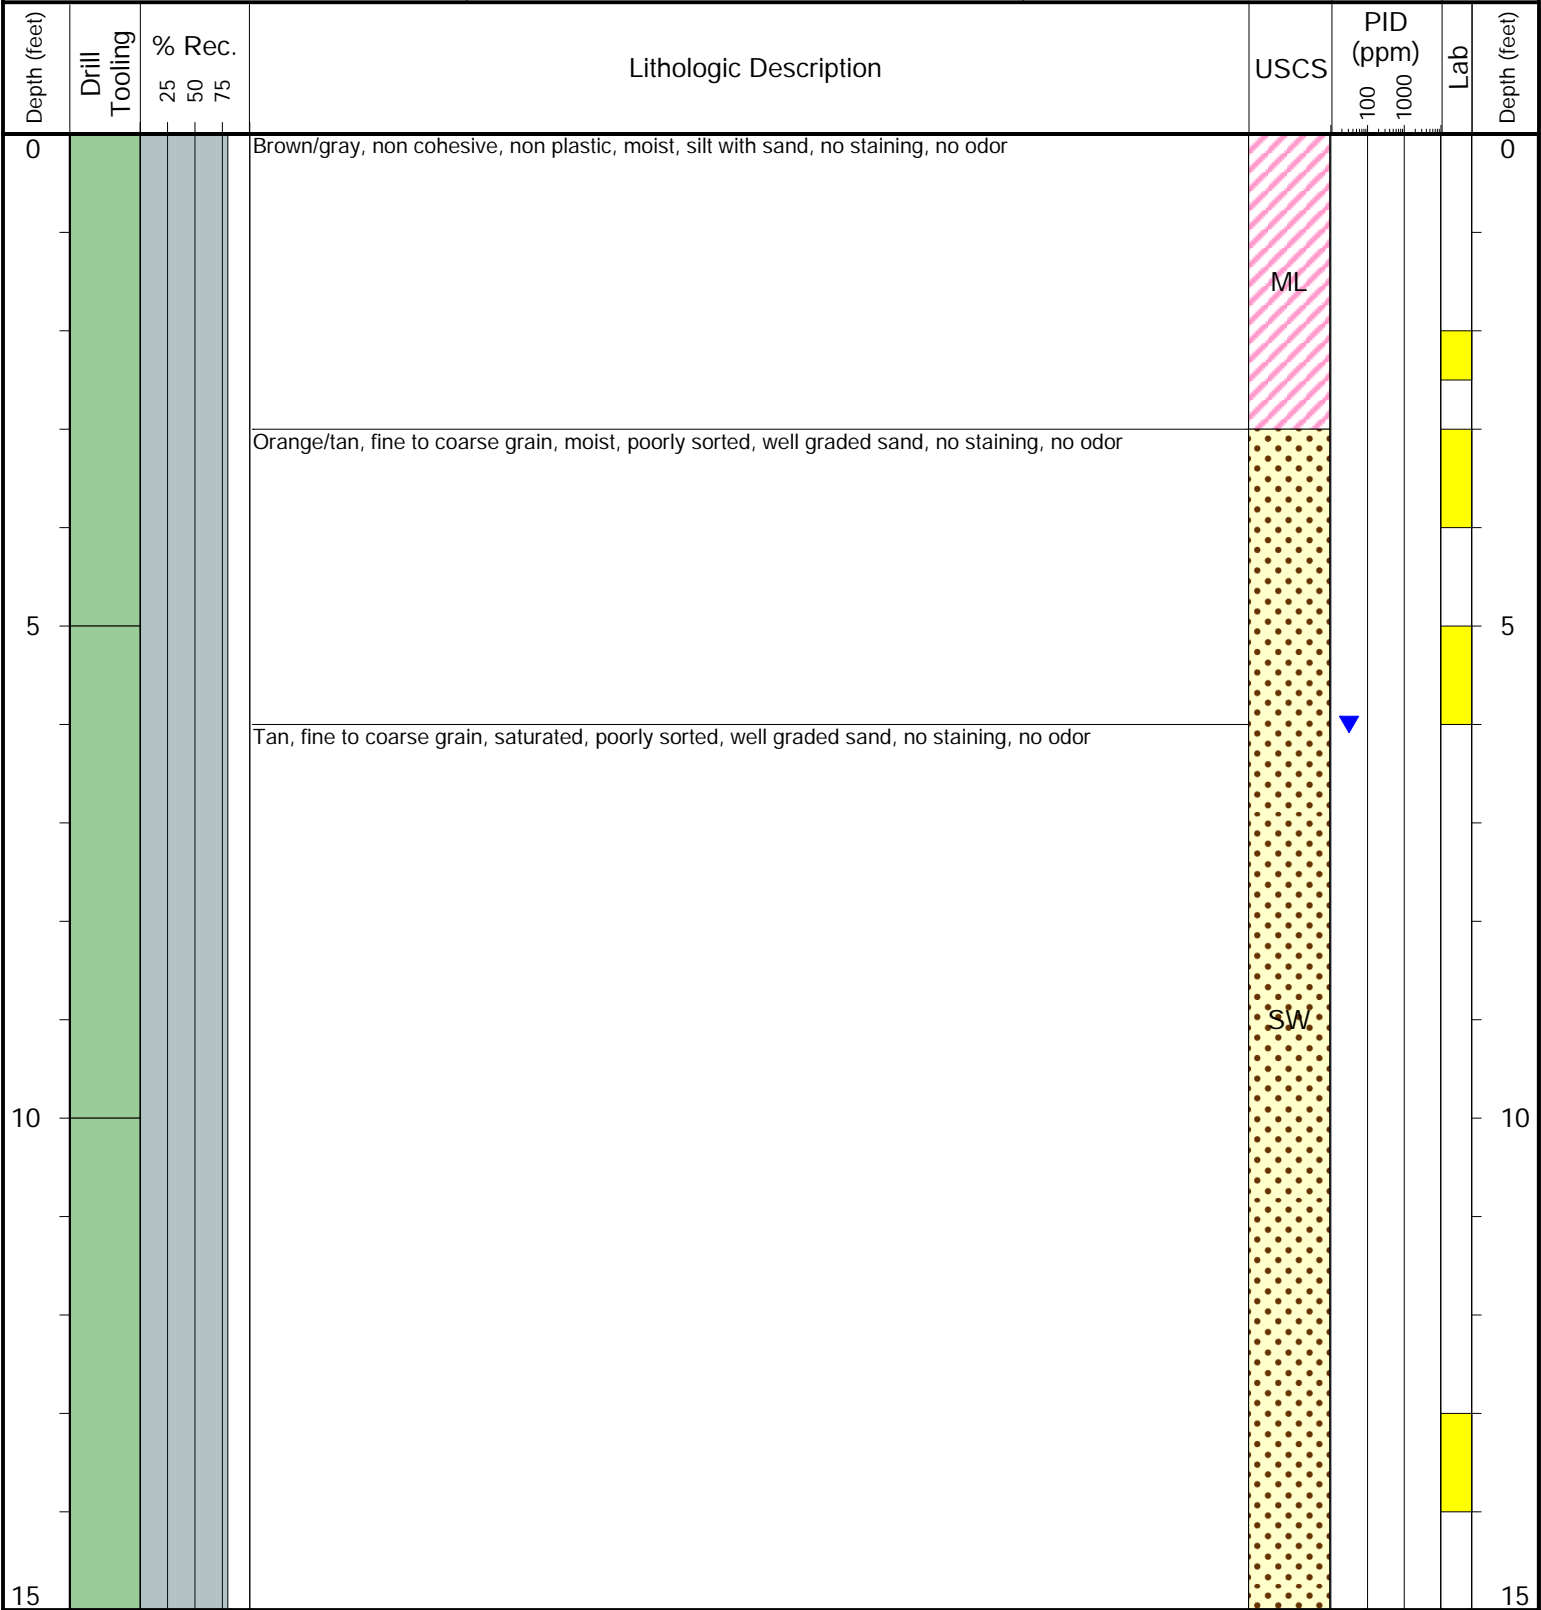 Depth (feet)
Drill
Tooling
% Rec.
25
50
75
Lithologic Description
USCS
PID
(ppm)
100
1000
Lab
Depth (feet)
0
Brown/gray, non cohesive, non plastic, moist, silt with sand, no staining, no odor
0
ML
Orange/tan, fine to coarse grain, moist, poorly sorted, well graded sand, no staining, no odor
5
5
Tan, fine to coarse grain, saturated, poorly sorted, well graded sand, no staining, no odor
SW
10
10
15
15